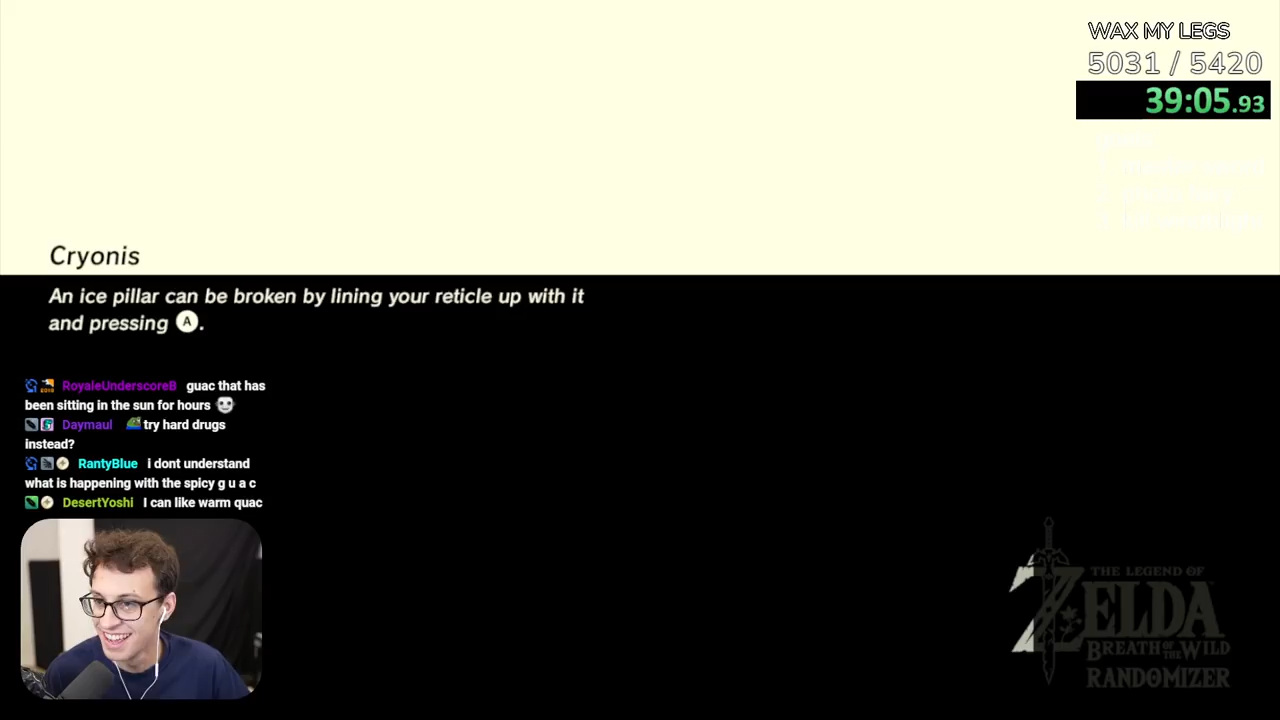 WAX MY LEGS
5031 / 5420
39:05.93
Cryonis
An ice pillar can be broken by lining your reticle up with it
and pressing A.
RoyaleUnderscoreB guac that has
been sitting in the sun for hours
Daymaul try hard drugs
instead?
RantyBlue i dont understand
what is happening with the spicy g u a c
DesertYoshi I can like warm quac
THE LEGEND OF
ZELDA
BREATH OF THE WILD
RANDOMIZER